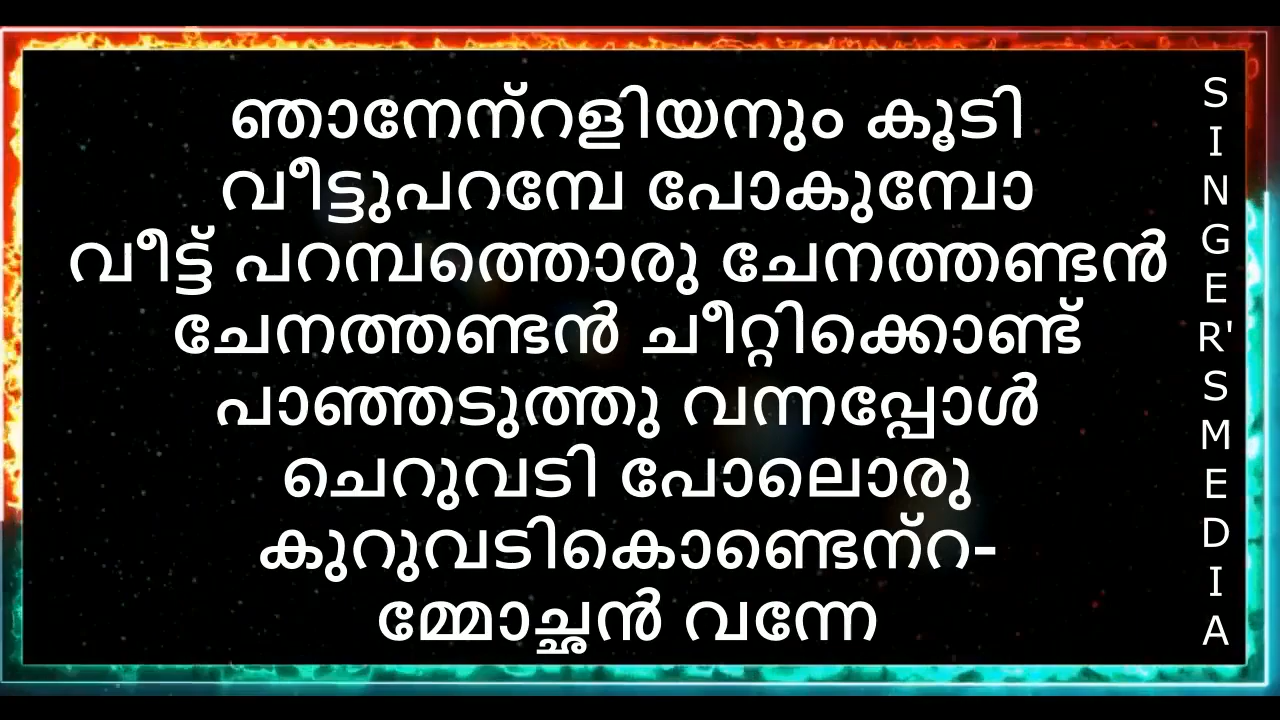 ഞാനേന്റളിയനും കൂടി
വീട്ടുപറമ്പേ പോകുമ്പോ
വീട്ട് പറമ്പത്തൊരു ചേനത്തണ്ടൻ
ചേനത്തണ്ടൻ ചീറ്റിക്കൊണ്ട്
പാഞ്ഞടുത്തു വന്നപ്പോൾ
ചെറുവടി പോലൊരു
കുറുവടികൊണ്ടെന്റ-
മ്മോച്ഛൻ വന്നേ
SINGER'SMEDIA